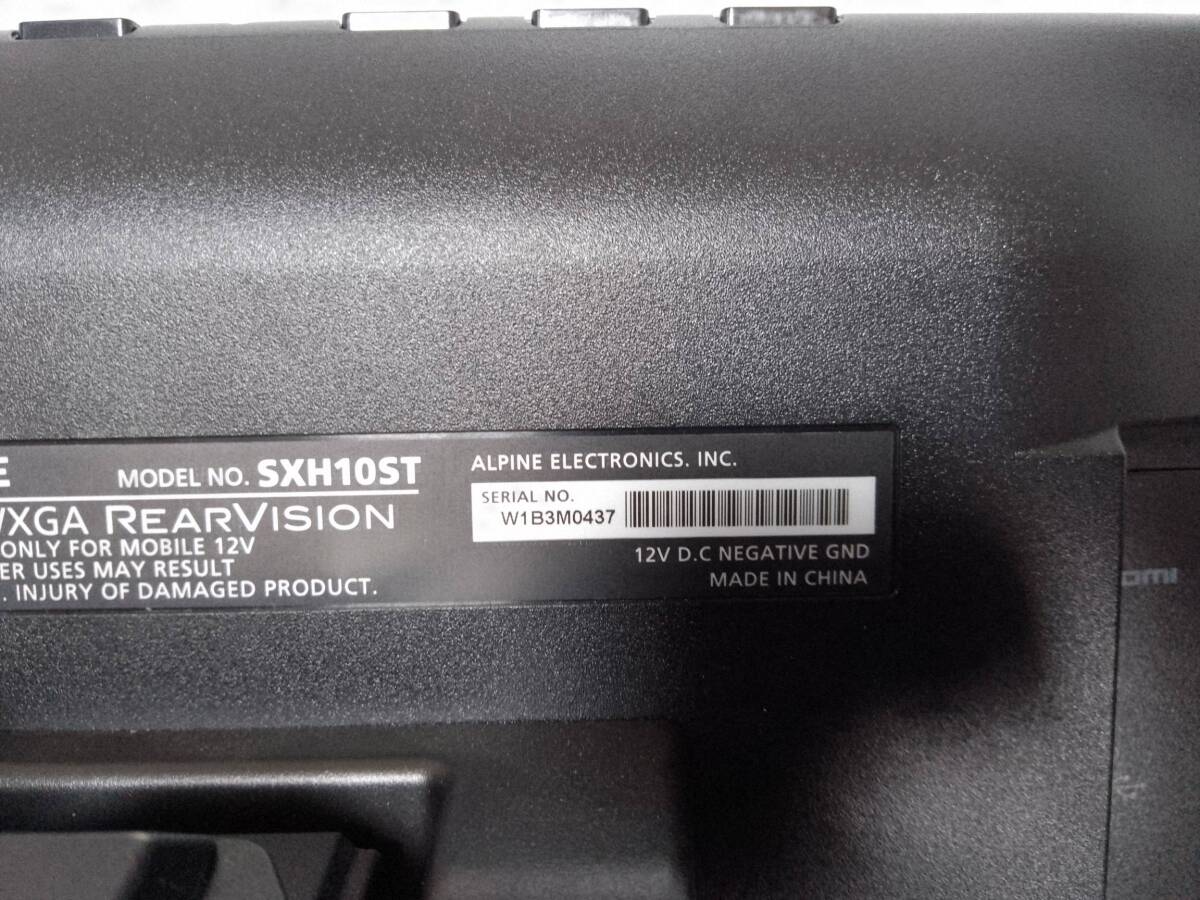 E MODEL NO. SXH10ST
WXGA REARVISION
ONLY FOR MOBILE 12V
ER USES MAY RESULT
. INJURY OF DAMAGED PRODUCT.
ALPINE ELECTRONICS. INC.
SERIAL NO.
W1B3M0437
12V D.C NEGATIVE GND
MADE IN CHINA